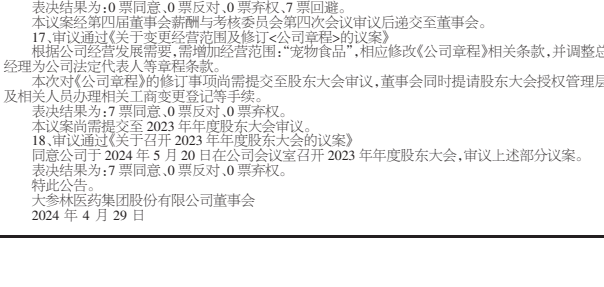 表决结果为:0 票同意、0 票反对、0 票弃权、7 票回避。
本议案经第四届董事会薪酬与考核委员会第四次会议审议后递交至董事会。
17、审议通过《关于变更经营范围及修订<公司章程>的议案》
根据公司经营发展需要,需增加经营范围:“宠物食品”,相应修改《公司章程》相关条款,并调整总
经理为公司法定代表人等章程条款。
本次对《公司章程》的修订事项尚需提交至股东大会审议,董事会同时提请股东大会授权管理层
及相关人员办理相关工商变更登记等手续。
表决结果为:7 票同意、0 票反对、0 票弃权。
本议案尚需提交至 2023 年年度股东大会审议。
18、审议通过《关于召开 2023 年年度股东大会的议案》
同意公司于 2024 年 5 月 20 日在公司会议室召开 2023 年年度股东大会,审议上述部分议案。
表决结果为:7 票同意、0 票反对、0 票弃权。
特此公告。
大参林医药集团股份有限公司董事会
2024 年 4 月 29 日